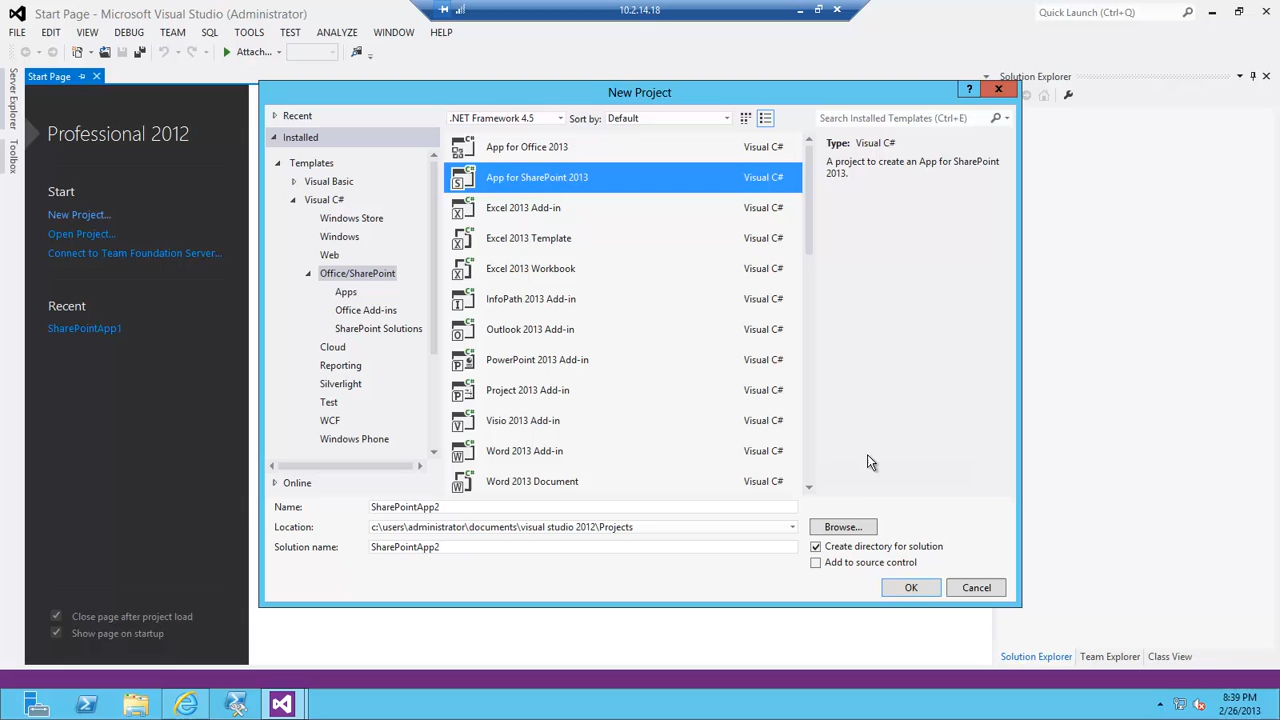 Start Page - Microsoft Visual Studio (Administrator)
10.2.14.18
Quick Launch (Ctrl+Q)
FILE EDIT VIEW DEBUG TEAM SQL TOOLS TEST ANALYZE WINDOW HELP
Attach...
Server Explorer
Toolbox
Start Page
Solution Explorer
Professional 2012
Start
New Project...
Open Project...
Connect to Team Foundation Server...
Recent
SharePointApp1
Close page after project load
Show page on startup
New Project
?
Recent
Installed
Templates
Visual Basic
Visual C#
Windows Store
Windows
Web
Office/SharePoint
Apps
Office Add-ins
SharePoint Solutions
Cloud
Reporting
Silverlight
Test
WCF
Windows Phone
Online
.NET Framework 4.5
Sort by: Default
Search Installed Templates (Ctrl+E)
App for Office 2013 Visual C#
App for SharePoint 2013 Visual C#
Excel 2013 Add-in Visual C#
Excel 2013 Template Visual C#
Excel 2013 Workbook Visual C#
InfoPath 2013 Add-in Visual C#
Outlook 2013 Add-in Visual C#
PowerPoint 2013 Add-in Visual C#
Project 2013 Add-in Visual C#
Visio 2013 Add-in Visual C#
Word 2013 Add-in Visual C#
Word 2013 Document Visual C#
Type: Visual C#
A project to create an App for SharePoint
2013.
Name: SharePointApp2
Location: c:\users\administrator\documents\visual studio 2012\Projects
Browse...
Solution name: SharePointApp2
Create directory for solution
Add to source control
OK Cancel
Solution Explorer Team Explorer Class View
8:39 PM
2/26/2013